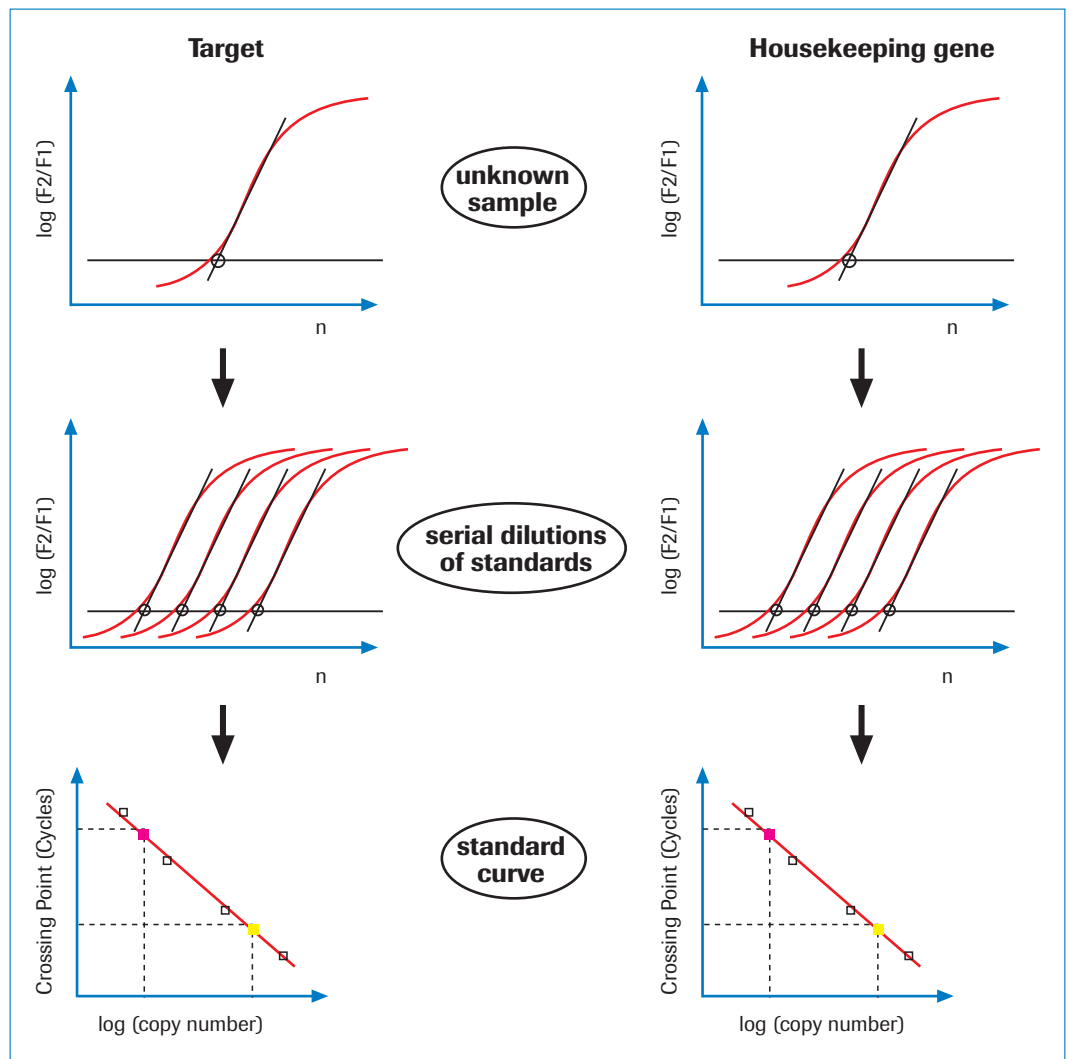 Target
Housekeeping gene
log (F2/F1)
unknown
sample
log (F2/F1)
n
n
log (F2/F1)
serial dilutions
of standards
log (F2/F1)
n
n
Crossing Point (Cycles)
standard
curve
Crossing Point (Cycles)
log (copy number)
log (copy number)